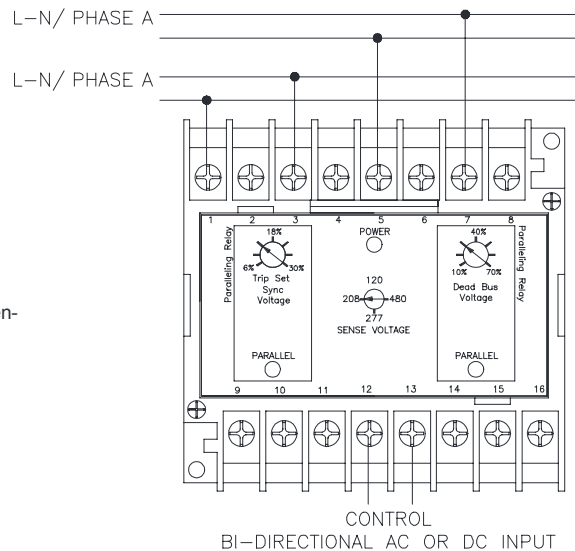 L-N/ PHASE A
L-N/ PHASE A
1 2 3 4 5 6 7 8
Paralleling Relay
18%
6% 30%
Trip Set
Sync
Voltage
PARALLEL
POWER
120
208 480
277
SENSE VOLTAGE
40%
10% 70%
Dead Bus
Voltage
PARALLEL
Paralleling Relay
en-
9 10 11 12 13 14 15 16
CONTROL
BI-DIRECTIONAL AC OR DC INPUT